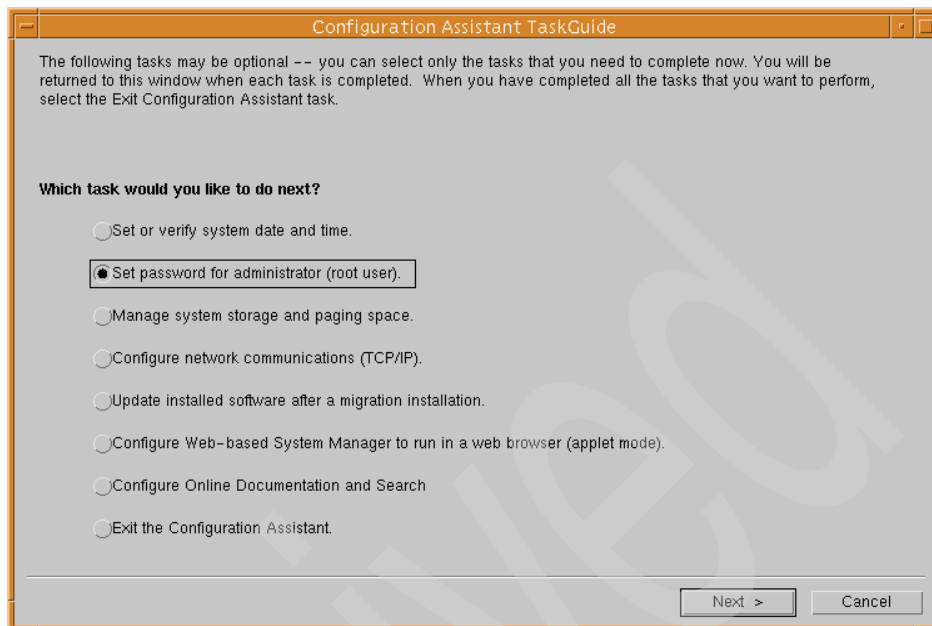 Configuration Assistant TaskGuide
The following tasks may be optional -- you can select only the tasks that you need to complete now. You will be
returned to this window when each task is completed. When you have completed all the tasks that you want to perform,
select the Exit Configuration Assistant task.
Which task would you like to do next?
Set or verify system date and time.
Set password for administrator (root user).
Manage system storage and paging space.
Configure network communications (TCP/IP).
Update installed software after a migration installation.
Configure Web-based System Manager to run in a web browser (applet mode).
Configure Online Documentation and Search
Exit the Configuration Assistant.
Next >
Cancel